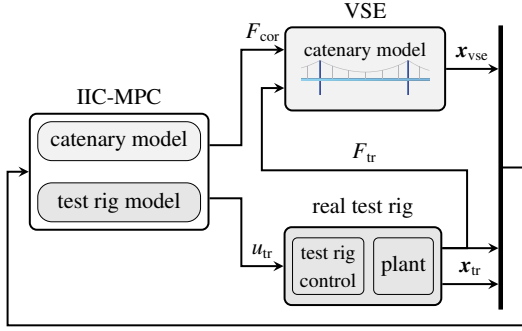 VSE
F_cor
catenary model
x_vse
IIC-MPC
catenary model
test rig model
F_tr
real test rig
u_tr
test rig
control
plant
x_tr